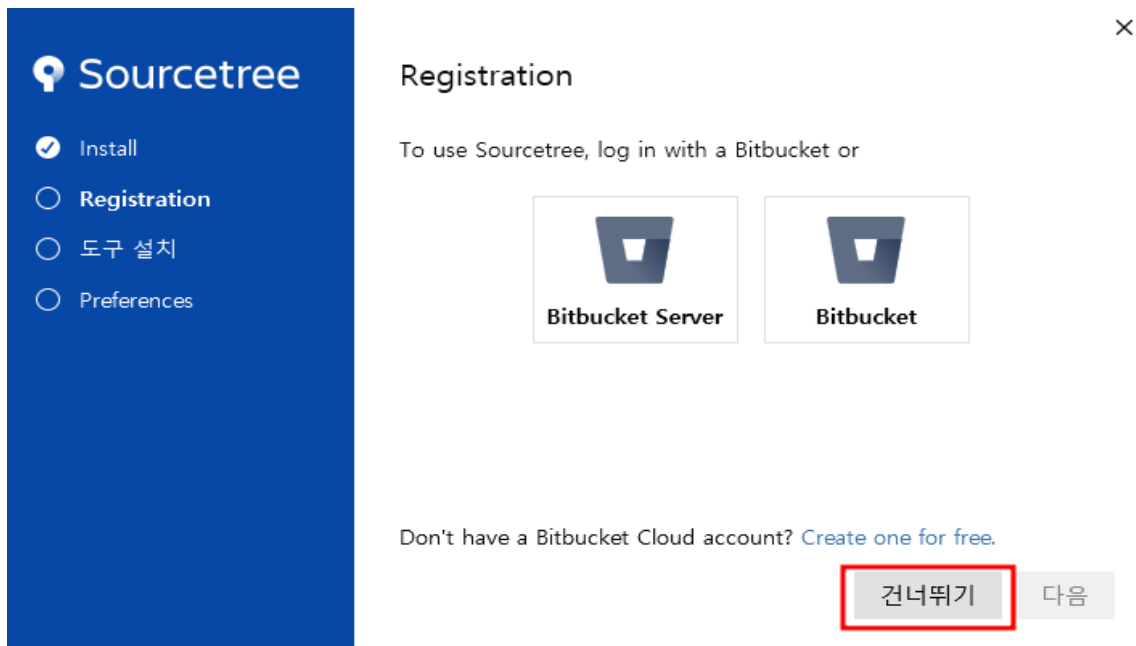 Sourcetree
Install
Registration
도구 설치
Preferences
Registration
To use Sourcetree, log in with a Bitbucket or
Bitbucket Server
Bitbucket
Don't have a Bitbucket Cloud account? Create one for free.
건너뛰기 다음